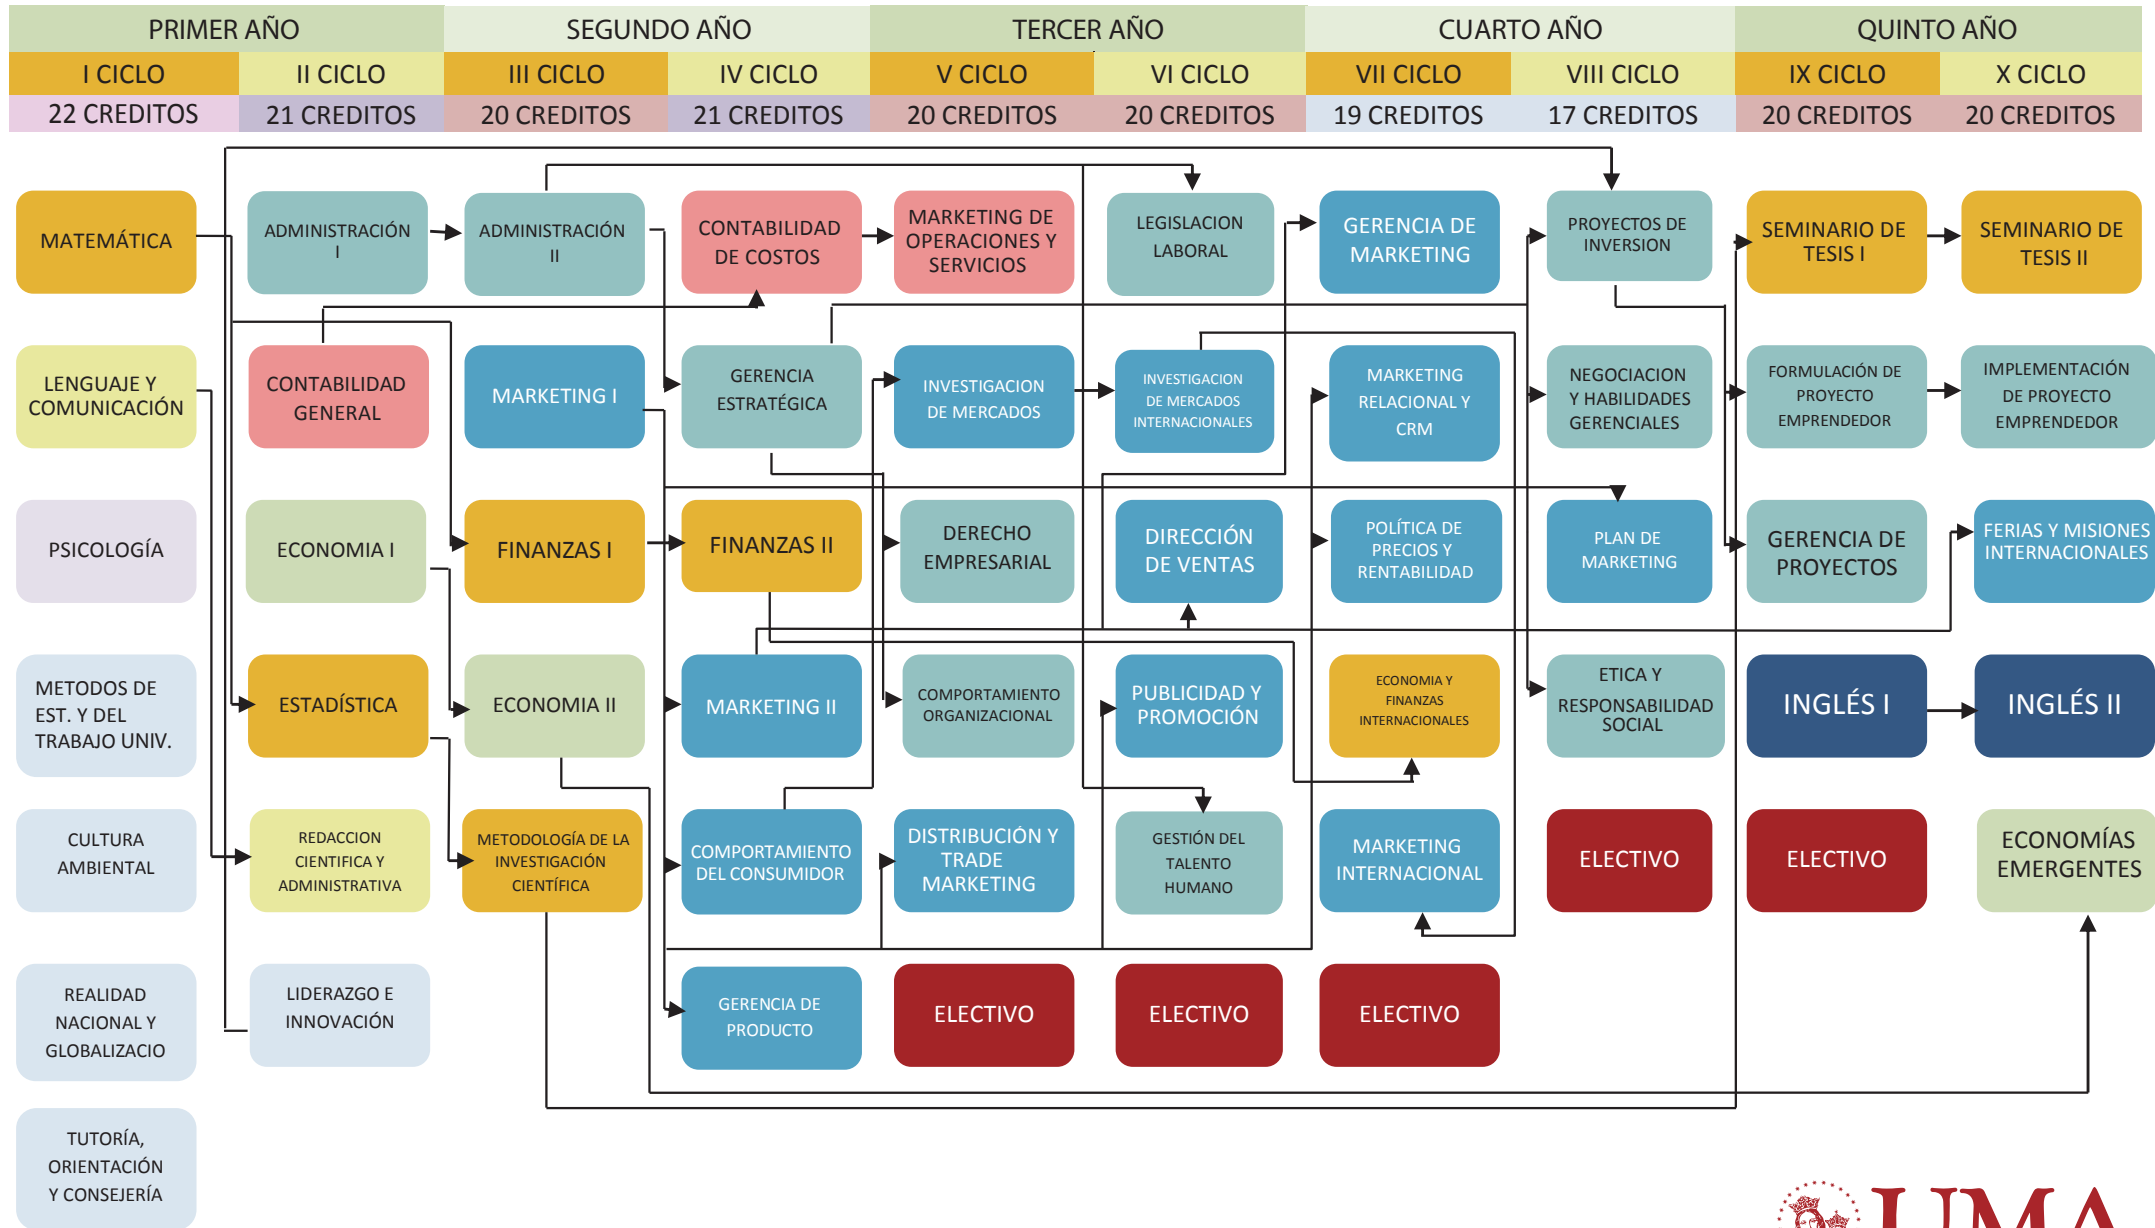 PRIMER AÑO
SEGUNDO AÑO
TERCER AÑO
CUARTO AÑO
QUINTO AÑO
I CICLO
II CICLO
III CICLO
IV CICLO
V CICLO
VI CICLO
VII CICLO
VIII CICLO
IX CICLO
X CICLO
22 CREDITOS
21 CREDITOS
20 CREDITOS
21 CREDITOS
20 CREDITOS
20 CREDITOS
19 CREDITOS
17 CREDITOS
20 CREDITOS
20 CREDITOS
MATEMÁTICA
ADMINISTRACIÓN
I
ADMINISTRACIÓN
II
CONTABILIDAD
DE COSTOS
MARKETING DE
OPERACIONES Y
SERVICIOS
LEGISLACION
LABORAL
GERENCIA DE
MARKETING
PROYECTOS DE
INVERSION
SEMINARIO DE
TESIS I
SEMINARIO DE
TESIS II
LENGUAJE Y
COMUNICACIÓN
CONTABILIDAD
GENERAL
MARKETING I
GERENCIA
ESTRATÉGICA
INVESTIGACION
DE MERCADOS
INVESTIGACION
DE MERCADOS
INTERNACIONALES
MARKETING
RELACIONAL Y
CRM
NEGOCIACION
Y HABILIDADES
GERENCIALES
FORMULACIÓN DE
PROYECTO
EMPRENDEDOR
IMPLEMENTACIÓN
DE PROYECTO
EMPRENDEDOR
PSICOLOGÍA
ECONOMIA I
FINANZAS I
FINANZAS II
DERECHO
EMPRESARIAL
DIRECCIÓN
DE VENTAS
POLÍTICA DE
PRECIOS Y
RENTABILIDAD
PLAN DE
MARKETING
GERENCIA DE
PROYECTOS
FERIAS Y MISIONES
INTERNACIONALES
METODOS DE
EST. Y DEL
TRABAJO UNIV.
ESTADÍSTICA
ECONOMIA II
MARKETING II
COMPORTAMIENTO
ORGANIZACIONAL
PUBLICIDAD Y
PROMOCIÓN
ECONOMIA Y
FINANZAS
INTERNACIONALES
ETICA Y
RESPONSABILIDAD
SOCIAL
INGLÉS I
INGLÉS II
CULTURA
AMBIENTAL
REDACCION
CIENTIFICA Y
ADMINISTRATIVA
METODOLOGÍA DE LA
INVESTIGACIÓN
CIENTÍFICA
COMPORTAMIENTO
DEL CONSUMIDOR
DISTRIBUCIÓN Y
TRADE
MARKETING
GESTIÓN DEL
TALENTO
HUMANO
MARKETING
INTERNACIONAL
ELECTIVO
ELECTIVO
ECONOMÍAS
EMERGENTES
REALIDAD
NACIONAL Y
GLOBALIZACIO
LIDERAZGO E
INNOVACIÓN
GERENCIA DE
PRODUCTO
ELECTIVO
ELECTIVO
ELECTIVO
TUTORÍA,
ORIENTACIÓN
Y CONSEJERÍA
UMA